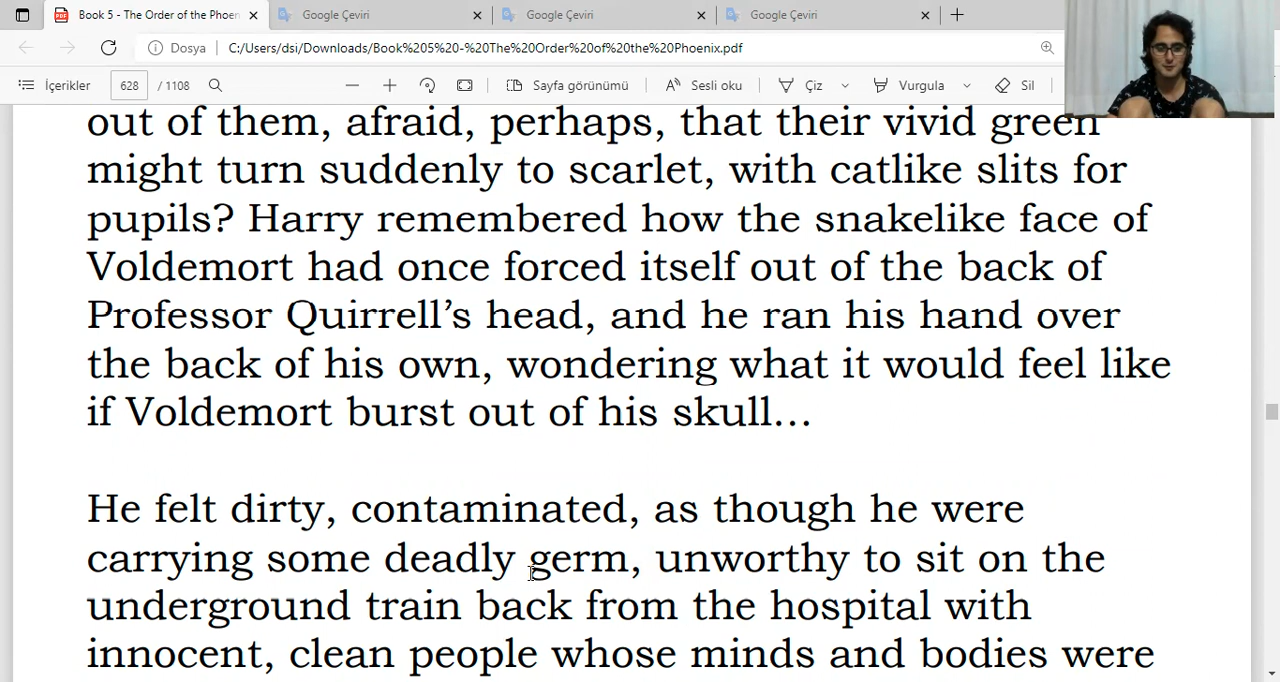 Book 5 - The Order of the Phoen
Google Çeviri
Google Çeviri
Google Çeviri
Dosya
C:/Users/dsi/Downloads/Book%205%20-%20The%20Order%20of%20the%20Phoenix.pdf
İçerikler
628
/ 1108
Sayfa görünümü
Sesli oku
Çiz
Vurgula
Sil
out of them, afraid, perhaps, that their vivid green
might turn suddenly to scarlet, with catlike slits for
pupils? Harry remembered how the snakelike face of
Voldemort had once forced itself out of the back of
Professor Quirrell’s head, and he ran his hand over
the back of his own, wondering what it would feel like
if Voldemort burst out of his skull…
He felt dirty, contaminated, as though he were
carrying some deadly germ, unworthy to sit on the
underground train back from the hospital with
innocent, clean people whose minds and bodies were